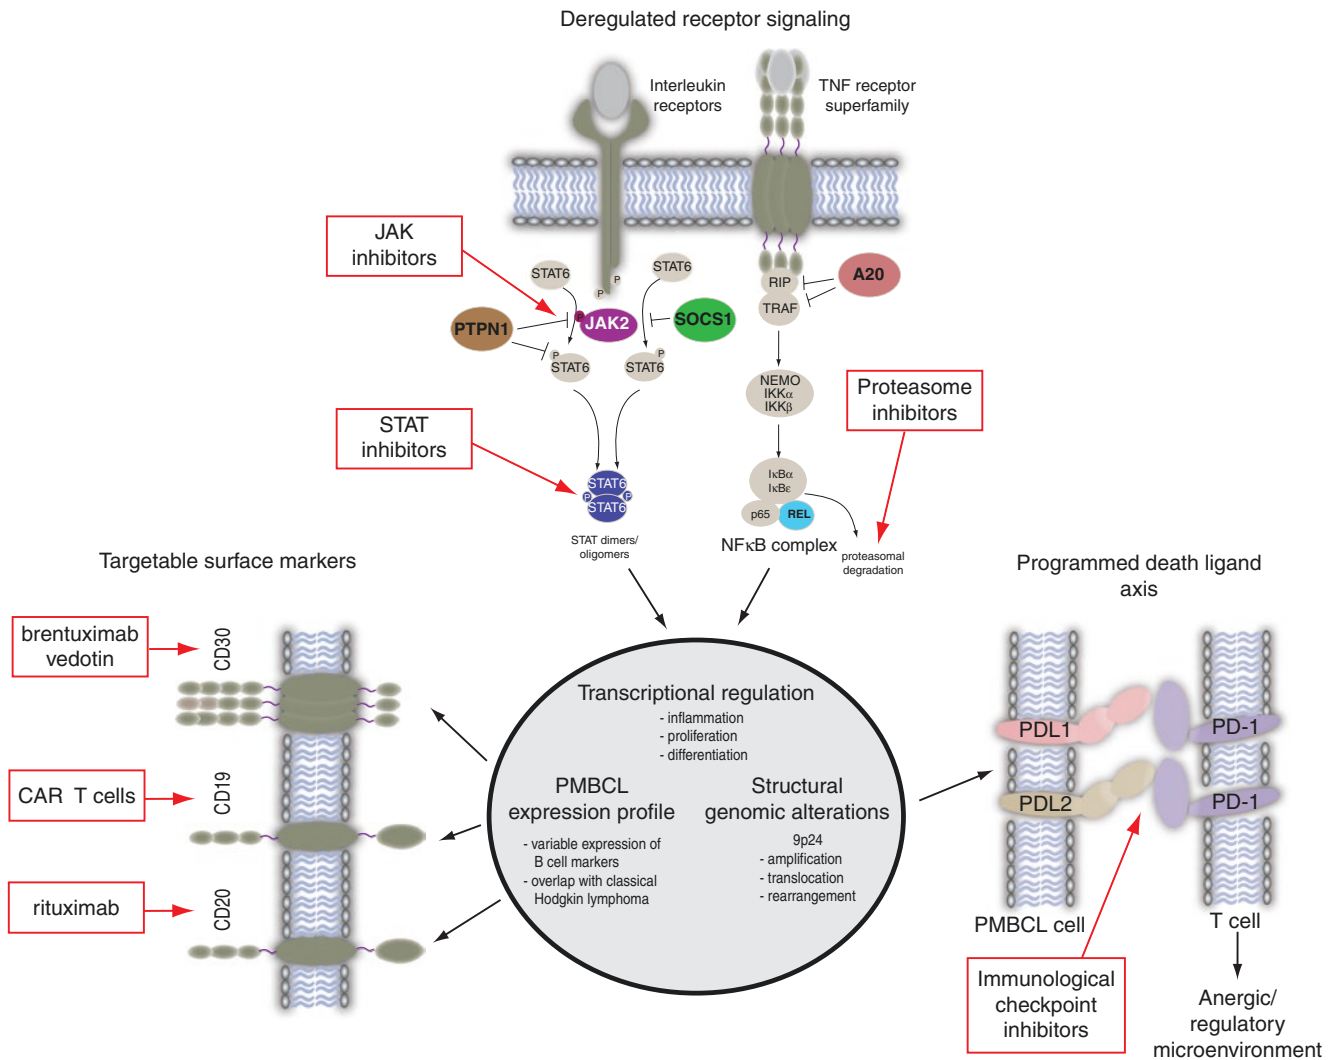 Deregulated receptor signaling
Interleukin
receptors
TNF receptor
superfamily
JAK
inhibitors
STAT6
P
P
STAT6
RIP
A20
TRAF
PTPN1
P
JAK2
SOCS1
P
STAT6
P
STAT6
NEMO
IKKα
IKKβ
Proteasome
inhibitors
STAT
inhibitors
STAT6
P
P
STAT6
IκBα
IκBε
p65
REL
STAT dimers/
oligomers
NFκB complex
proteasomal
degradation
Targetable surface markers
brentuximab
vedotin
CD30
CAR T cells
CD19
rituximab
CD20
Transcriptional regulation
- inflammation
- proliferation
- differentiation
PMBCL
expression profile
- variable expression of
B cell markers
- overlap with classical
Hodgkin lymphoma
Structural
genomic alterations
9p24
- amplification
- translocation
- rearrangement
Programmed death ligand
axis
PDL1
PD-1
PDL2
PD-1
PMBCL cell
T cell
Immunological
checkpoint
inhibitors
Anergic/
regulatory
microenvironment